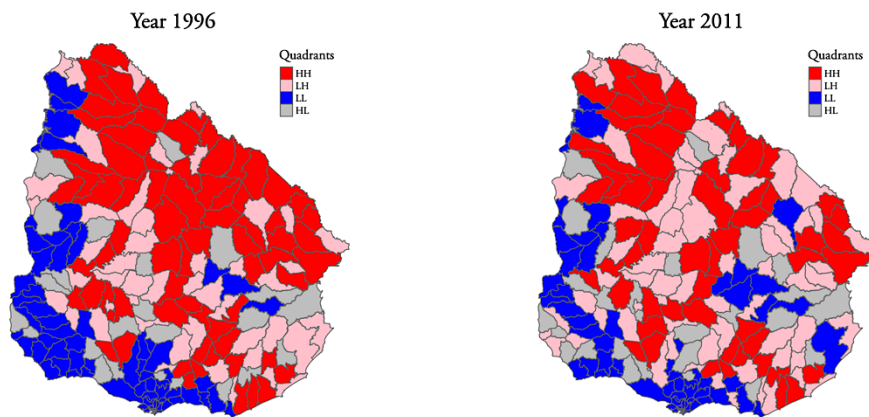 Year 1996
Quadrants
HH
LH
LL
HL
Year 2011
Quadrants
HH
LH
LL
HL